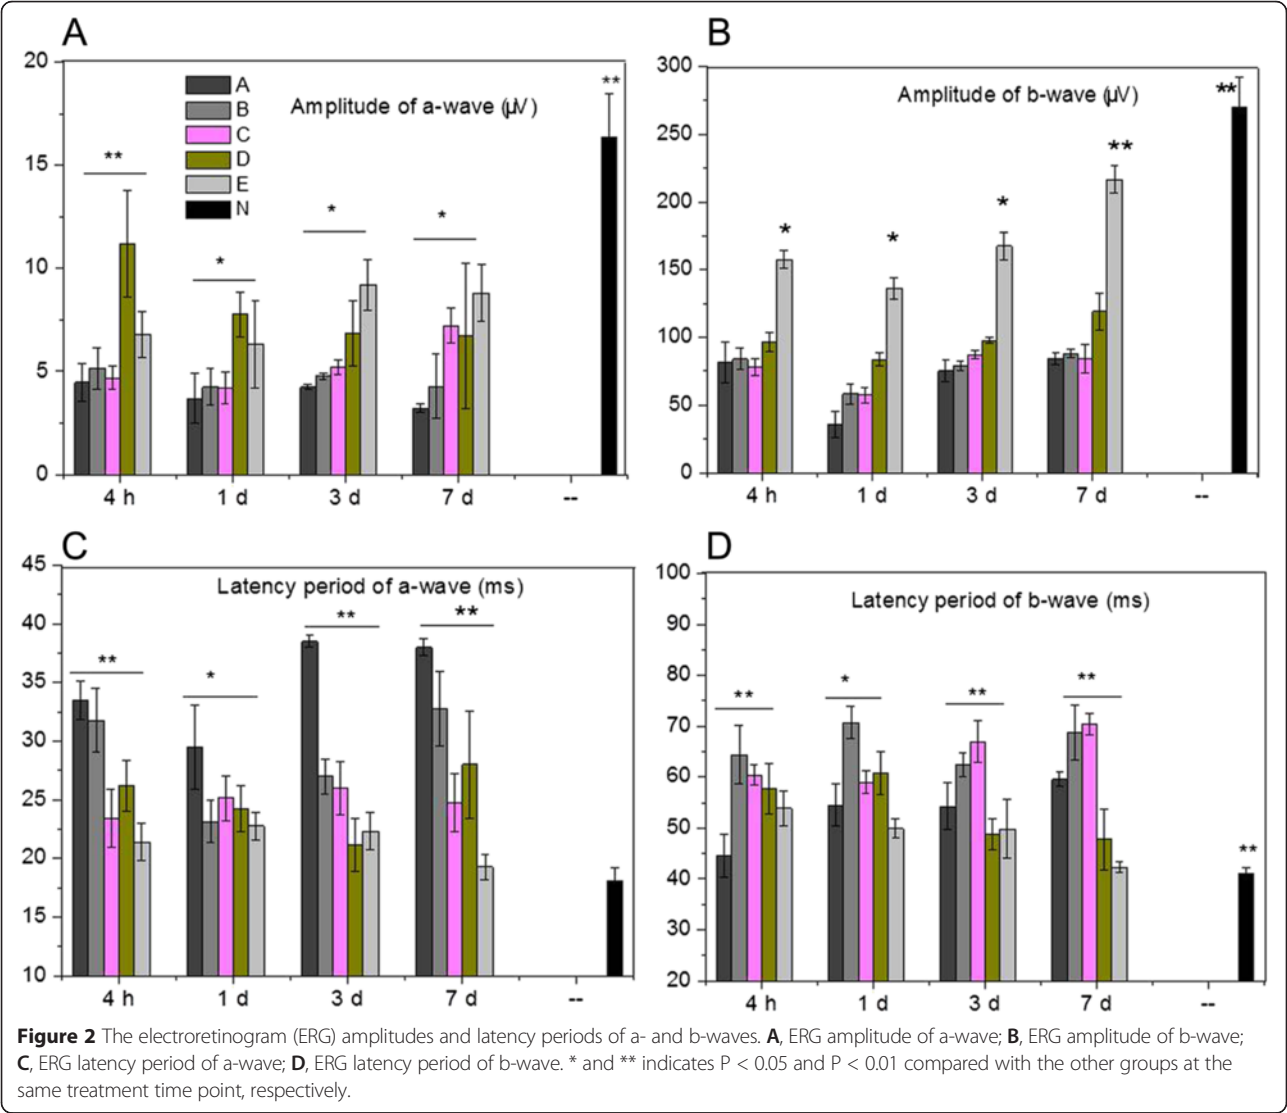 A
20
15
10
5
0
A
B
C
D
E
N
Amplitude of a-wave (µV)
**
*
*
*
**
4 h 1 d 3 d 7 d --
B
300
250
200
150
100
50
0
Amplitude of b-wave (µV)
*
*
*
**
**
4 h 1 d 3 d 7 d --
C
45
40
35
30
25
20
15
10
Latency period of a-wave (ms)
**
*
**
**
4 h 1 d 3 d 7 d --
D
100
90
80
70
60
50
40
30
20
Latency period of b-wave (ms)
**
*
**
**
**
4 h 1 d 3 d 7 d --
Figure 2 The electroretinogram (ERG) amplitudes and latency periods of a- and b-waves. A, ERG amplitude of a-wave; B, ERG amplitude of b-wave;
C, ERG latency period of a-wave; D, ERG latency period of b-wave. * and ** indicates P < 0.05 and P < 0.01 compared with the other groups at the
same treatment time point, respectively.